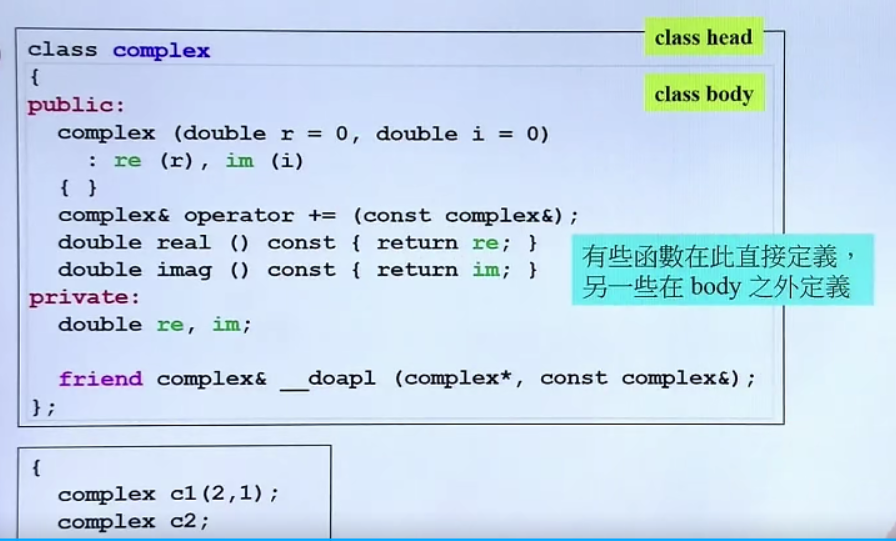 class head
class complex
{
class body
public:
complex (double r = 0, double i = 0)
: re (r), im (i)
{ }
complex& operator += (const complex&);
double real () const { return re; }
double imag () const { return im; }
有些函數在此直接定義，
另一些在 body 之外定義
private:
double re, im;
friend complex& __doapl (complex*, const complex&);
};
{
complex c1(2,1);
complex c2;